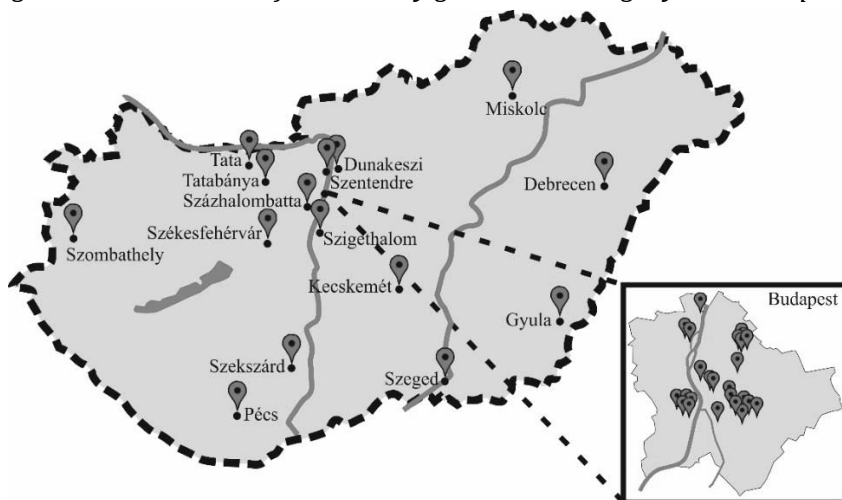 Miskolc
Tata
Dunakeszi
Tatabánya
Szentendre
Debrecen
Százhalombatta
Székesfehérvár
Szigethalom
Szombathely
Kecskemét
Budapest
Gyula
Szekszárd
Szeged
Pécs